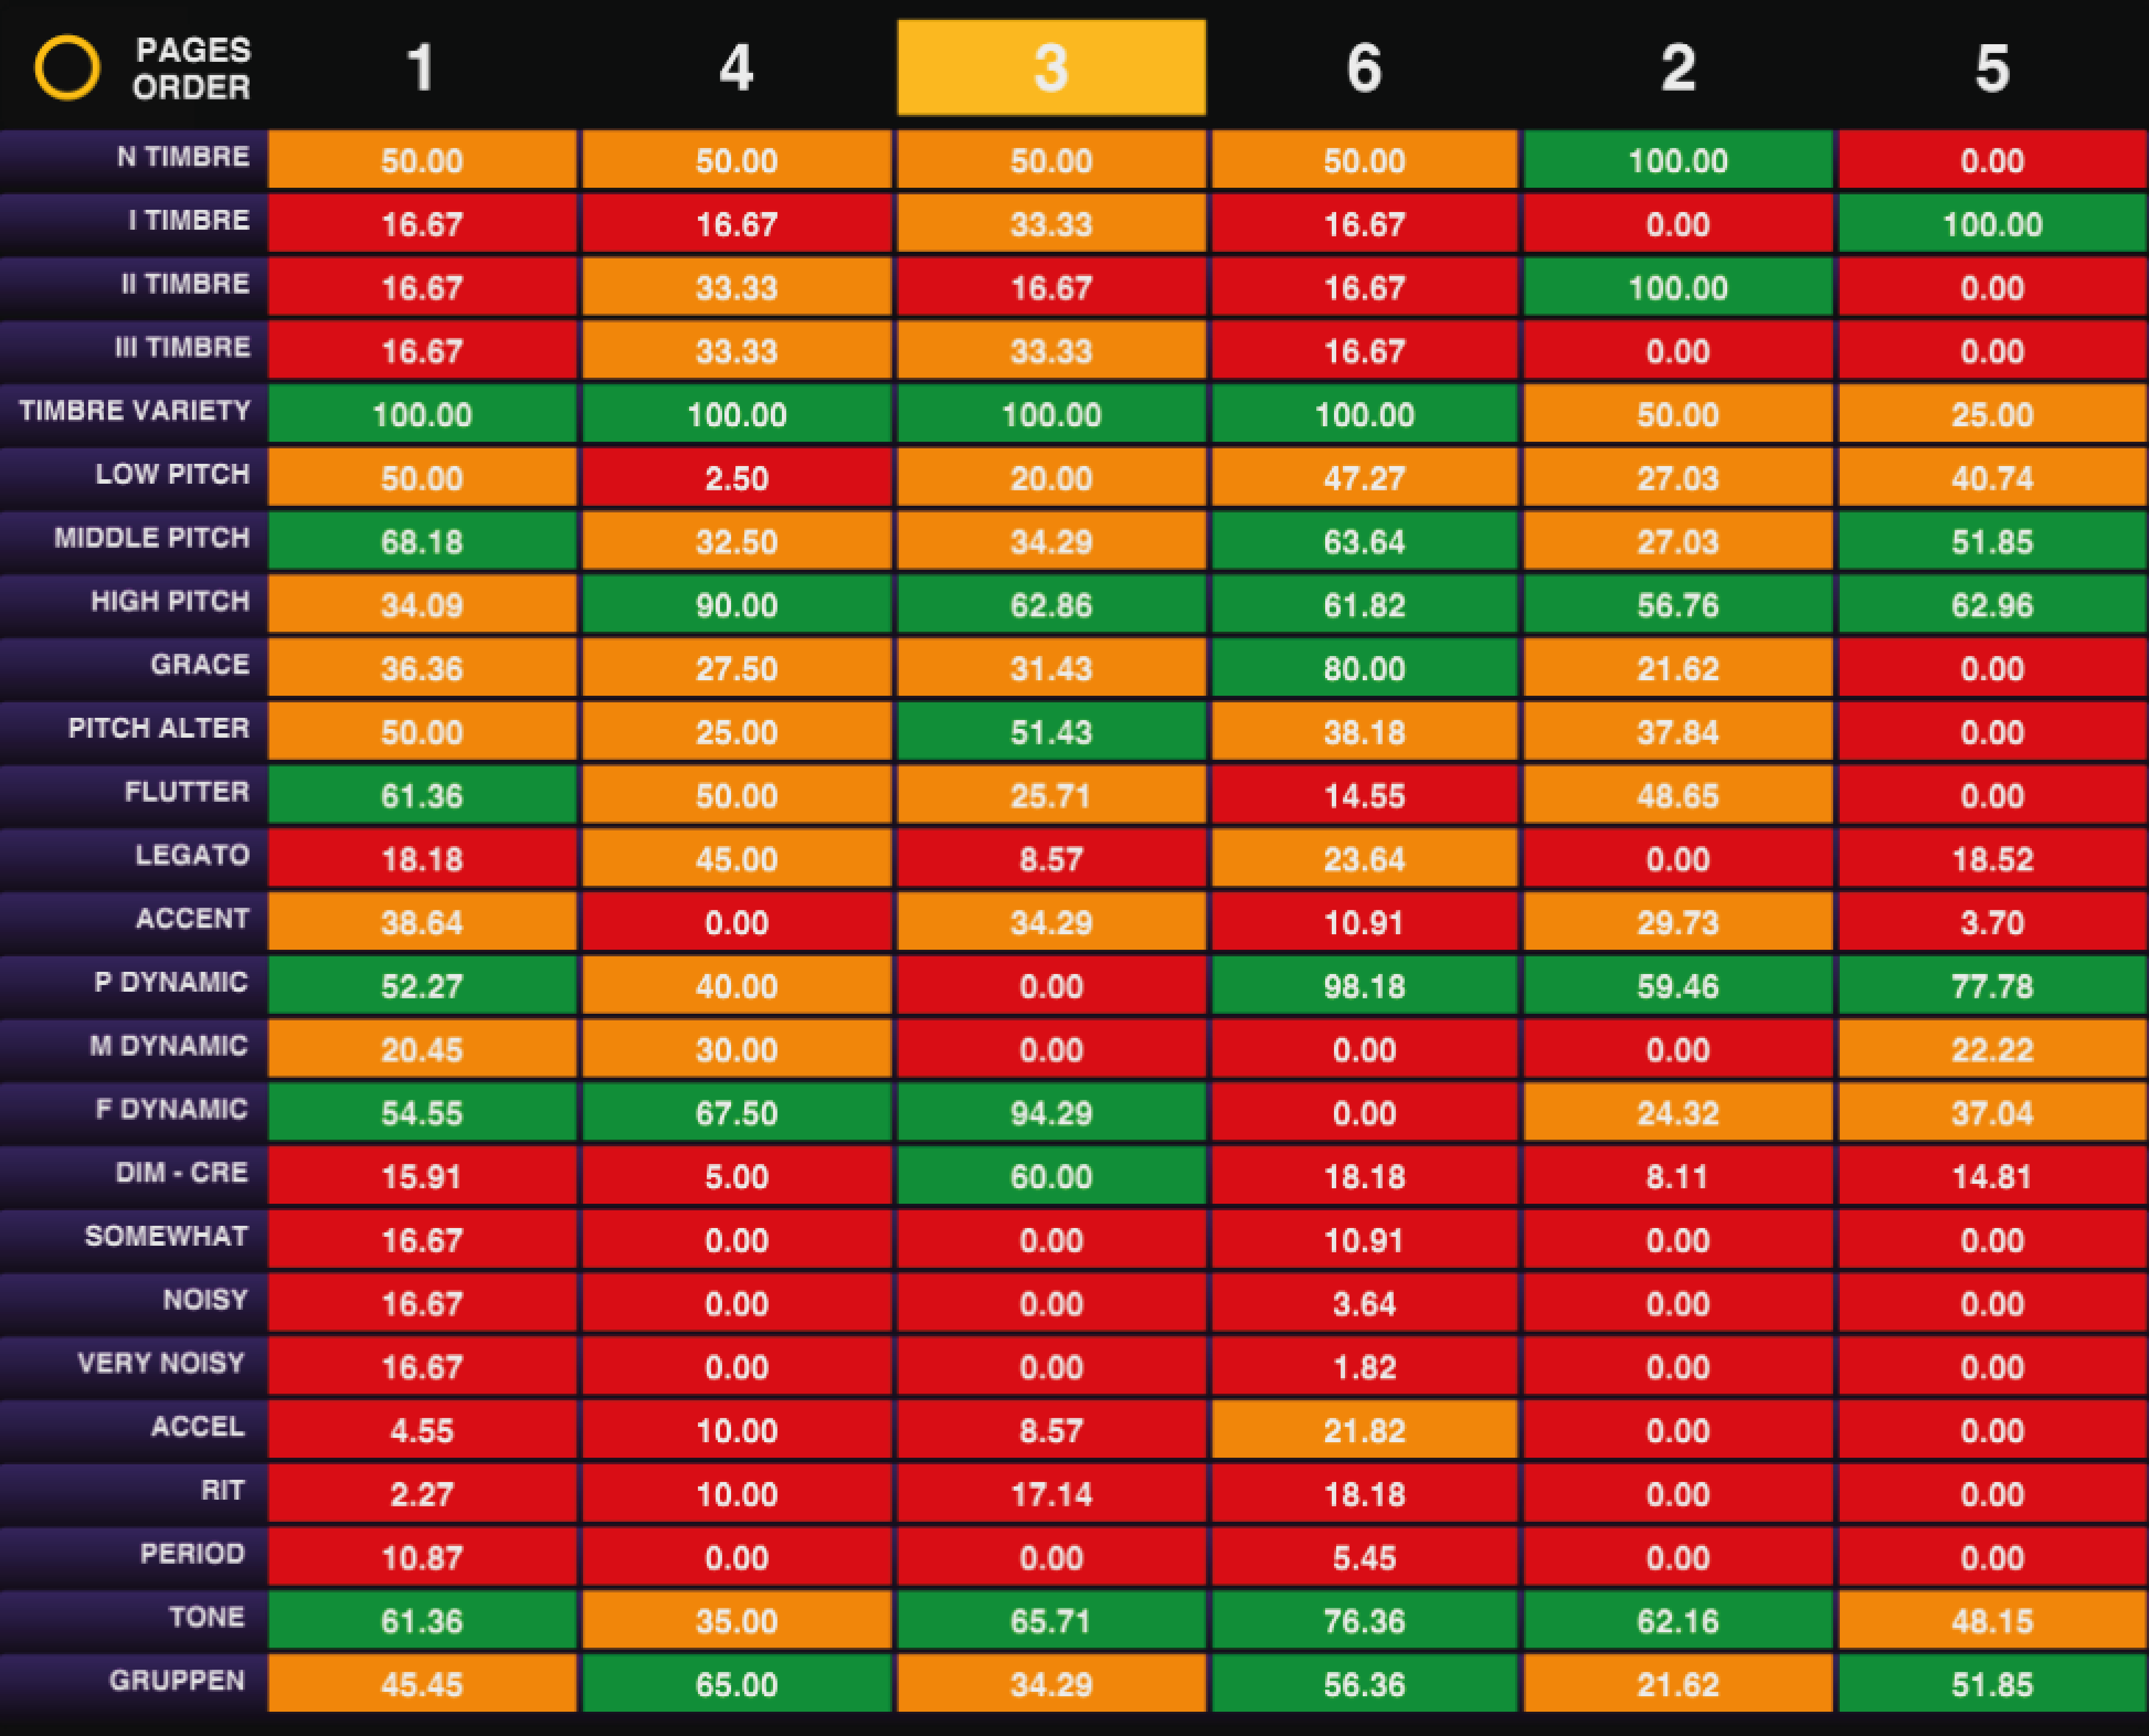 PAGES ORDER 1 4 3 6 2 5
N TIMBRE 50.00 50.00 50.00 50.00 100.00 0.00
I TIMBRE 16.67 16.67 33.33 16.67 0.00 100.00
II TIMBRE 16.67 33.33 16.67 16.67 100.00 0.00
III TIMBRE 16.67 33.33 33.33 16.67 0.00 0.00
TIMBRE VARIETY 100.00 100.00 100.00 100.00 50.00 25.00
LOW PITCH 50.00 2.50 20.00 47.27 27.03 40.74
MIDDLE PITCH 68.18 32.50 34.29 63.64 27.03 51.85
HIGH PITCH 34.09 90.00 62.86 61.82 56.76 62.96
GRACE 36.36 27.50 31.43 80.00 21.62 0.00
PITCH ALTER 50.00 25.00 51.43 38.18 37.84 0.00
FLUTTER 61.36 50.00 25.71 14.55 48.65 0.00
LEGATO 18.18 45.00 8.57 23.64 0.00 18.52
ACCENT 38.64 0.00 34.29 10.91 29.73 3.70
P DYNAMIC 52.27 40.00 0.00 98.18 59.46 77.78
M DYNAMIC 20.45 30.00 0.00 0.00 0.00 22.22
F DYNAMIC 54.55 67.50 94.29 0.00 24.32 37.04
DIM - CRE 15.91 5.00 60.00 18.18 8.11 14.81
SOMEWHAT 16.67 0.00 0.00 10.91 0.00 0.00
NOISY 16.67 0.00 0.00 3.64 0.00 0.00
VERY NOISY 16.67 0.00 0.00 1.82 0.00 0.00
ACCEL 4.55 10.00 8.57 21.82 0.00 0.00
RIT 2.27 10.00 17.14 18.18 0.00 0.00
PERIOD 10.87 0.00 0.00 5.45 0.00 0.00
TONE 61.36 35.00 65.71 76.36 62.16 48.15
GRUPPEN 45.45 65.00 34.29 56.36 21.62 51.85